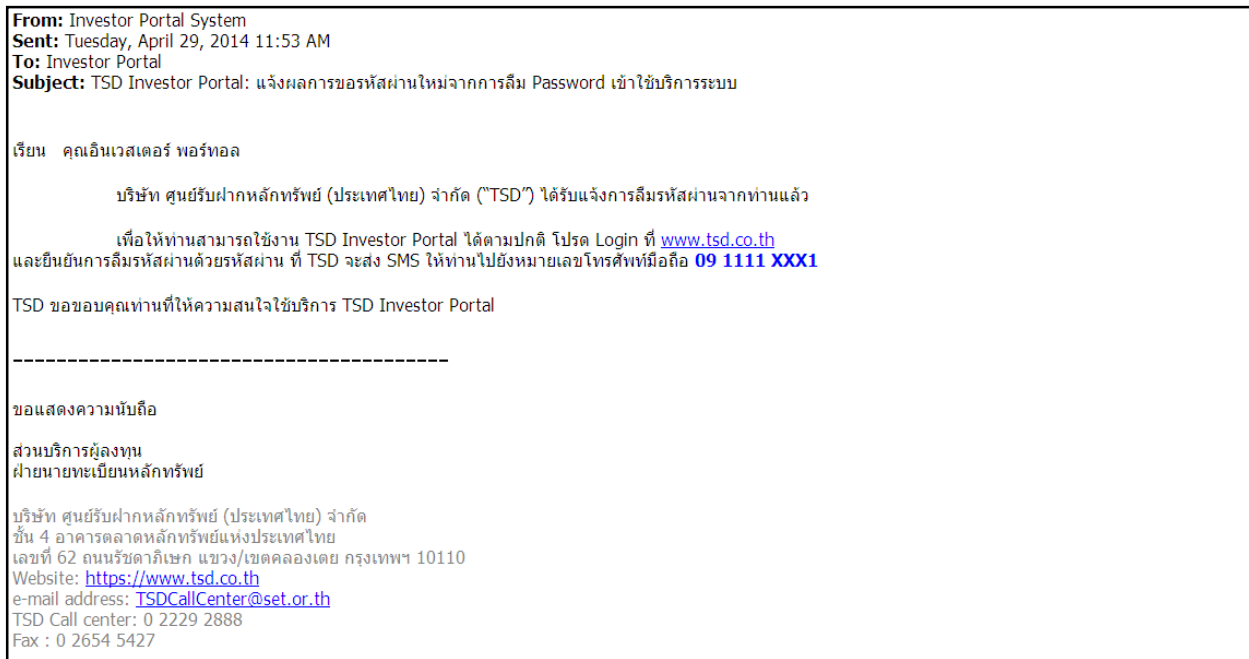 From: Investor Portal System
Sent: Tuesday, April 29, 2014 11:53 AM
To: Investor Portal
Subject: TSD Investor Portal: แจ้งผลการขอรหัสผ่านใหม่จากการลืม Password เข้าใช้บริการระบบ
เรียน คุณอินเวสเตอร์ พอร์ทอล
บริษัท ศูนย์รับฝากหลักทรัพย์ (ประเทศไทย) จำกัด (“TSD”) ได้รับแจ้งการลืมรหัสผ่านจากท่านแล้ว
เพื่อให้ท่านสามารถใช้งาน TSD Investor Portal ได้ตามปกติ โปรด Login ที่ www.tsd.co.th
และยืนยันการลืมรหัสผ่านด้วยรหัสผ่าน ที่ TSD จะส่ง SMS ให้ท่านไปยังหมายเลขโทรศัพท์มือถือ 09 1111 XXX1
TSD ขอขอบคุณท่านที่ให้ความสนใจใช้บริการ TSD Investor Portal
----------------------------------------
ขอแสดงความนับถือ
ส่วนบริการผู้ลงทุน
ฝ่ายนายทะเบียนหลักทรัพย์
บริษัท ศูนย์รับฝากหลักทรัพย์ (ประเทศไทย) จำกัด
ชั้น 4 อาคารตลาดหลักทรัพย์แห่งประเทศไทย
เลขที่ 62 ถนนรัชดาภิเษก แขวง/เขตคลองเตย กรุงเทพฯ 10110
Website: https://www.tsd.co.th
e-mail address: TSDCallCenter@set.or.th
TSD Call center: 0 2229 2888
Fax : 0 2654 5427